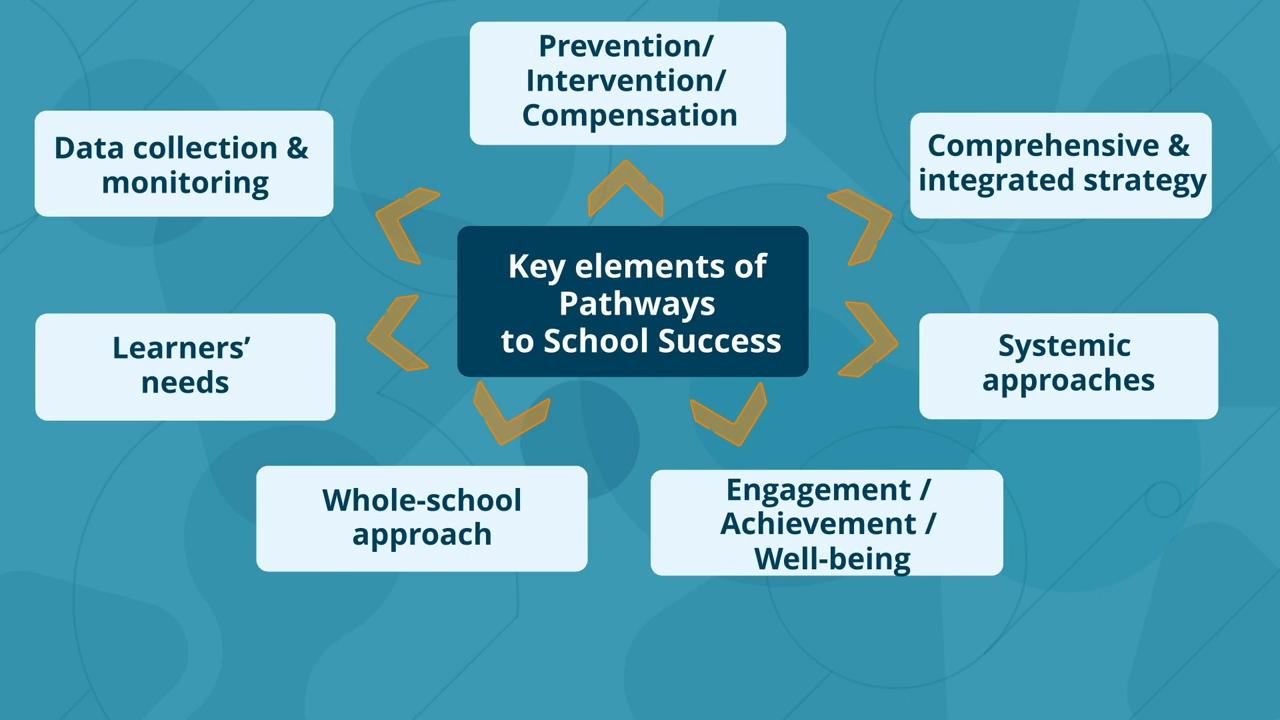 Prevention/
Intervention/
Compensation
Data collection &
monitoring
Comprehensive &
integrated strategy
Key elements of
Pathways
to School Success
Learners’
needs
Systemic
approaches
Whole-school
approach
Engagement /
Achievement /
Well-being